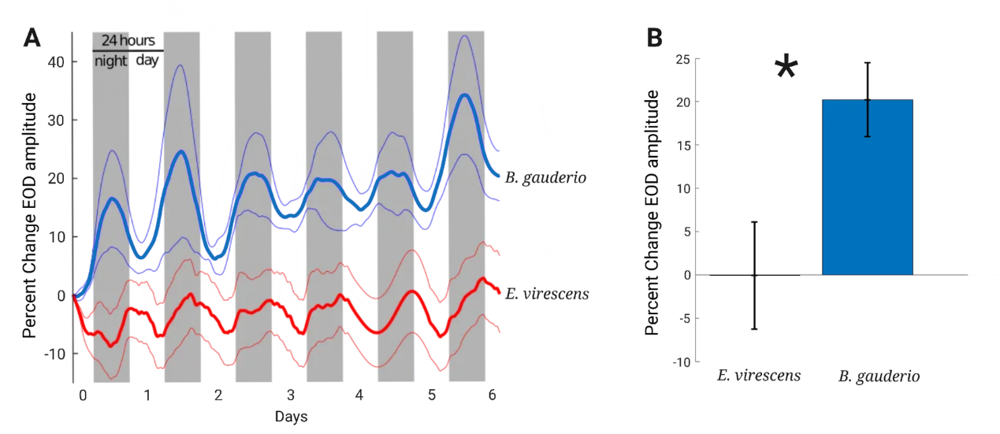 A
24 hours
night day
Percent Change EOD amplitude
40
30
20
10
0
-10
B. gauderio
E. virescens
0 1 2 3 4 5 6
Days
B
*
Percent Change EOD amplitude
25
20
15
10
5
0
-5
-10
E. virescens B. gauderio